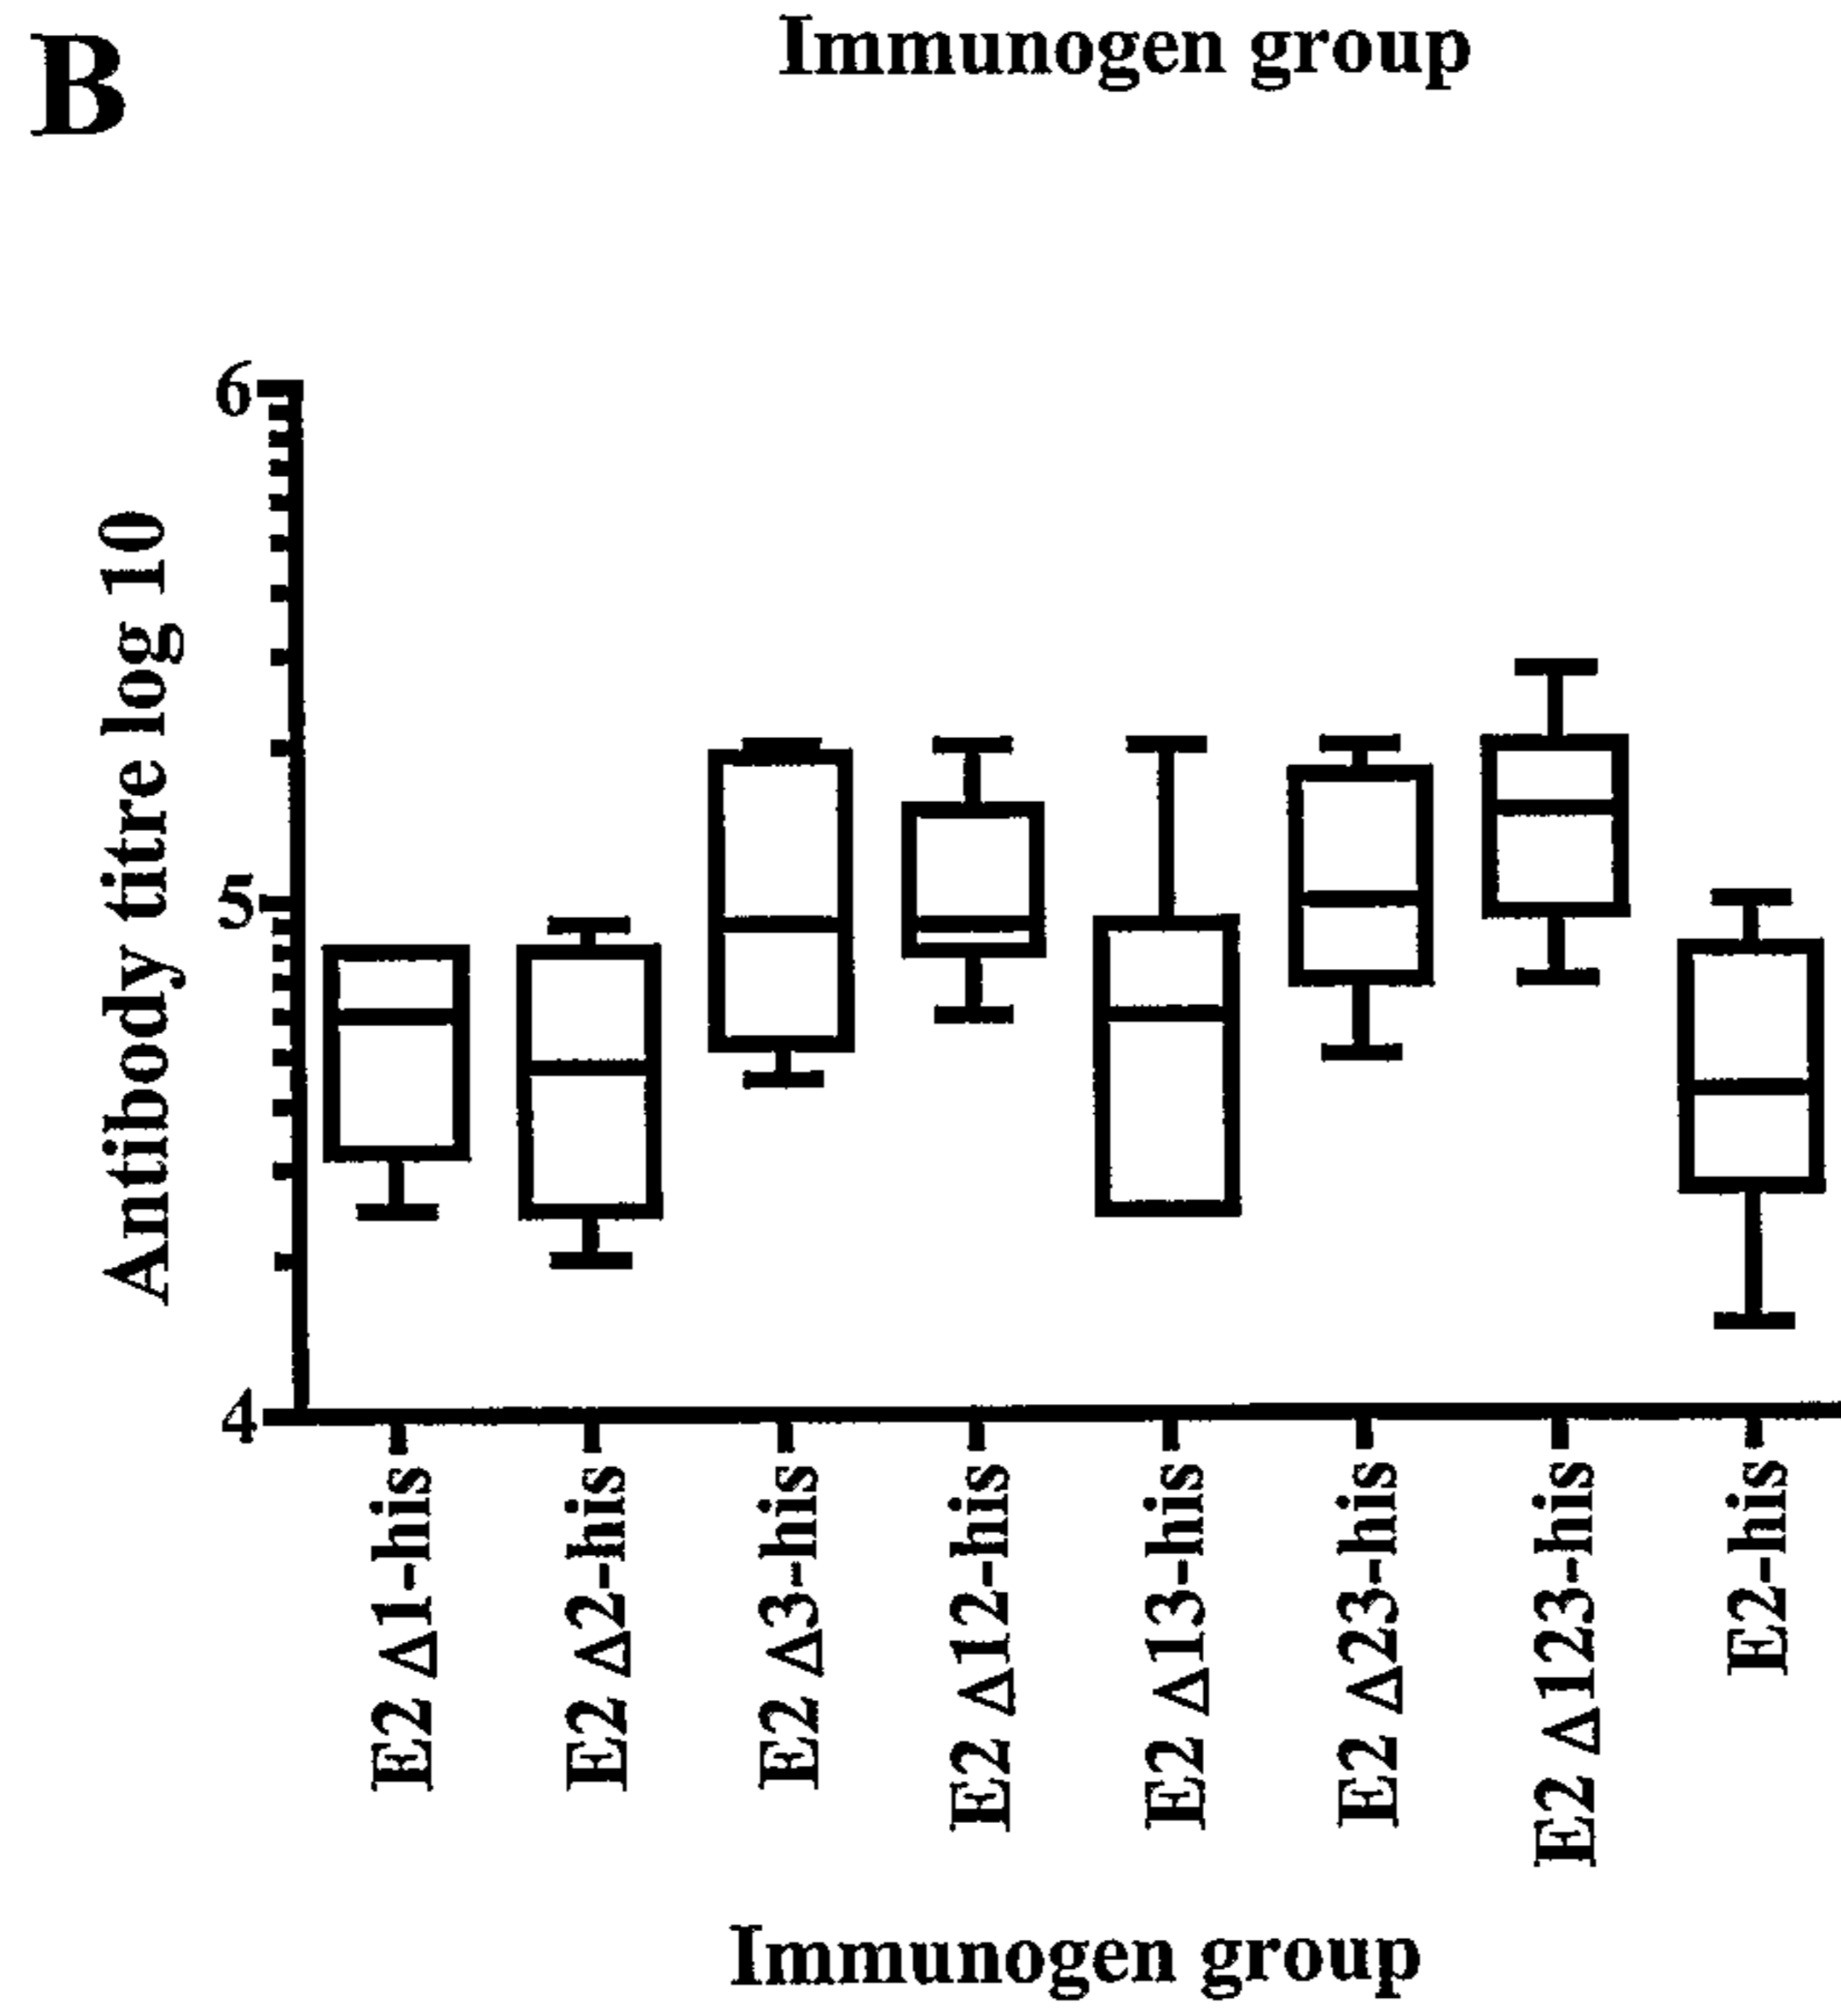 B
Immunogen group
6
5
4
Antibody titre log 10
E2 Δ1-his
E2 Δ2-his
E2 Δ3-his
E2 Δ12-his
E2 Δ13-his
E2 Δ23-his
E2 Δ123-his
E2-his
Immunogen group